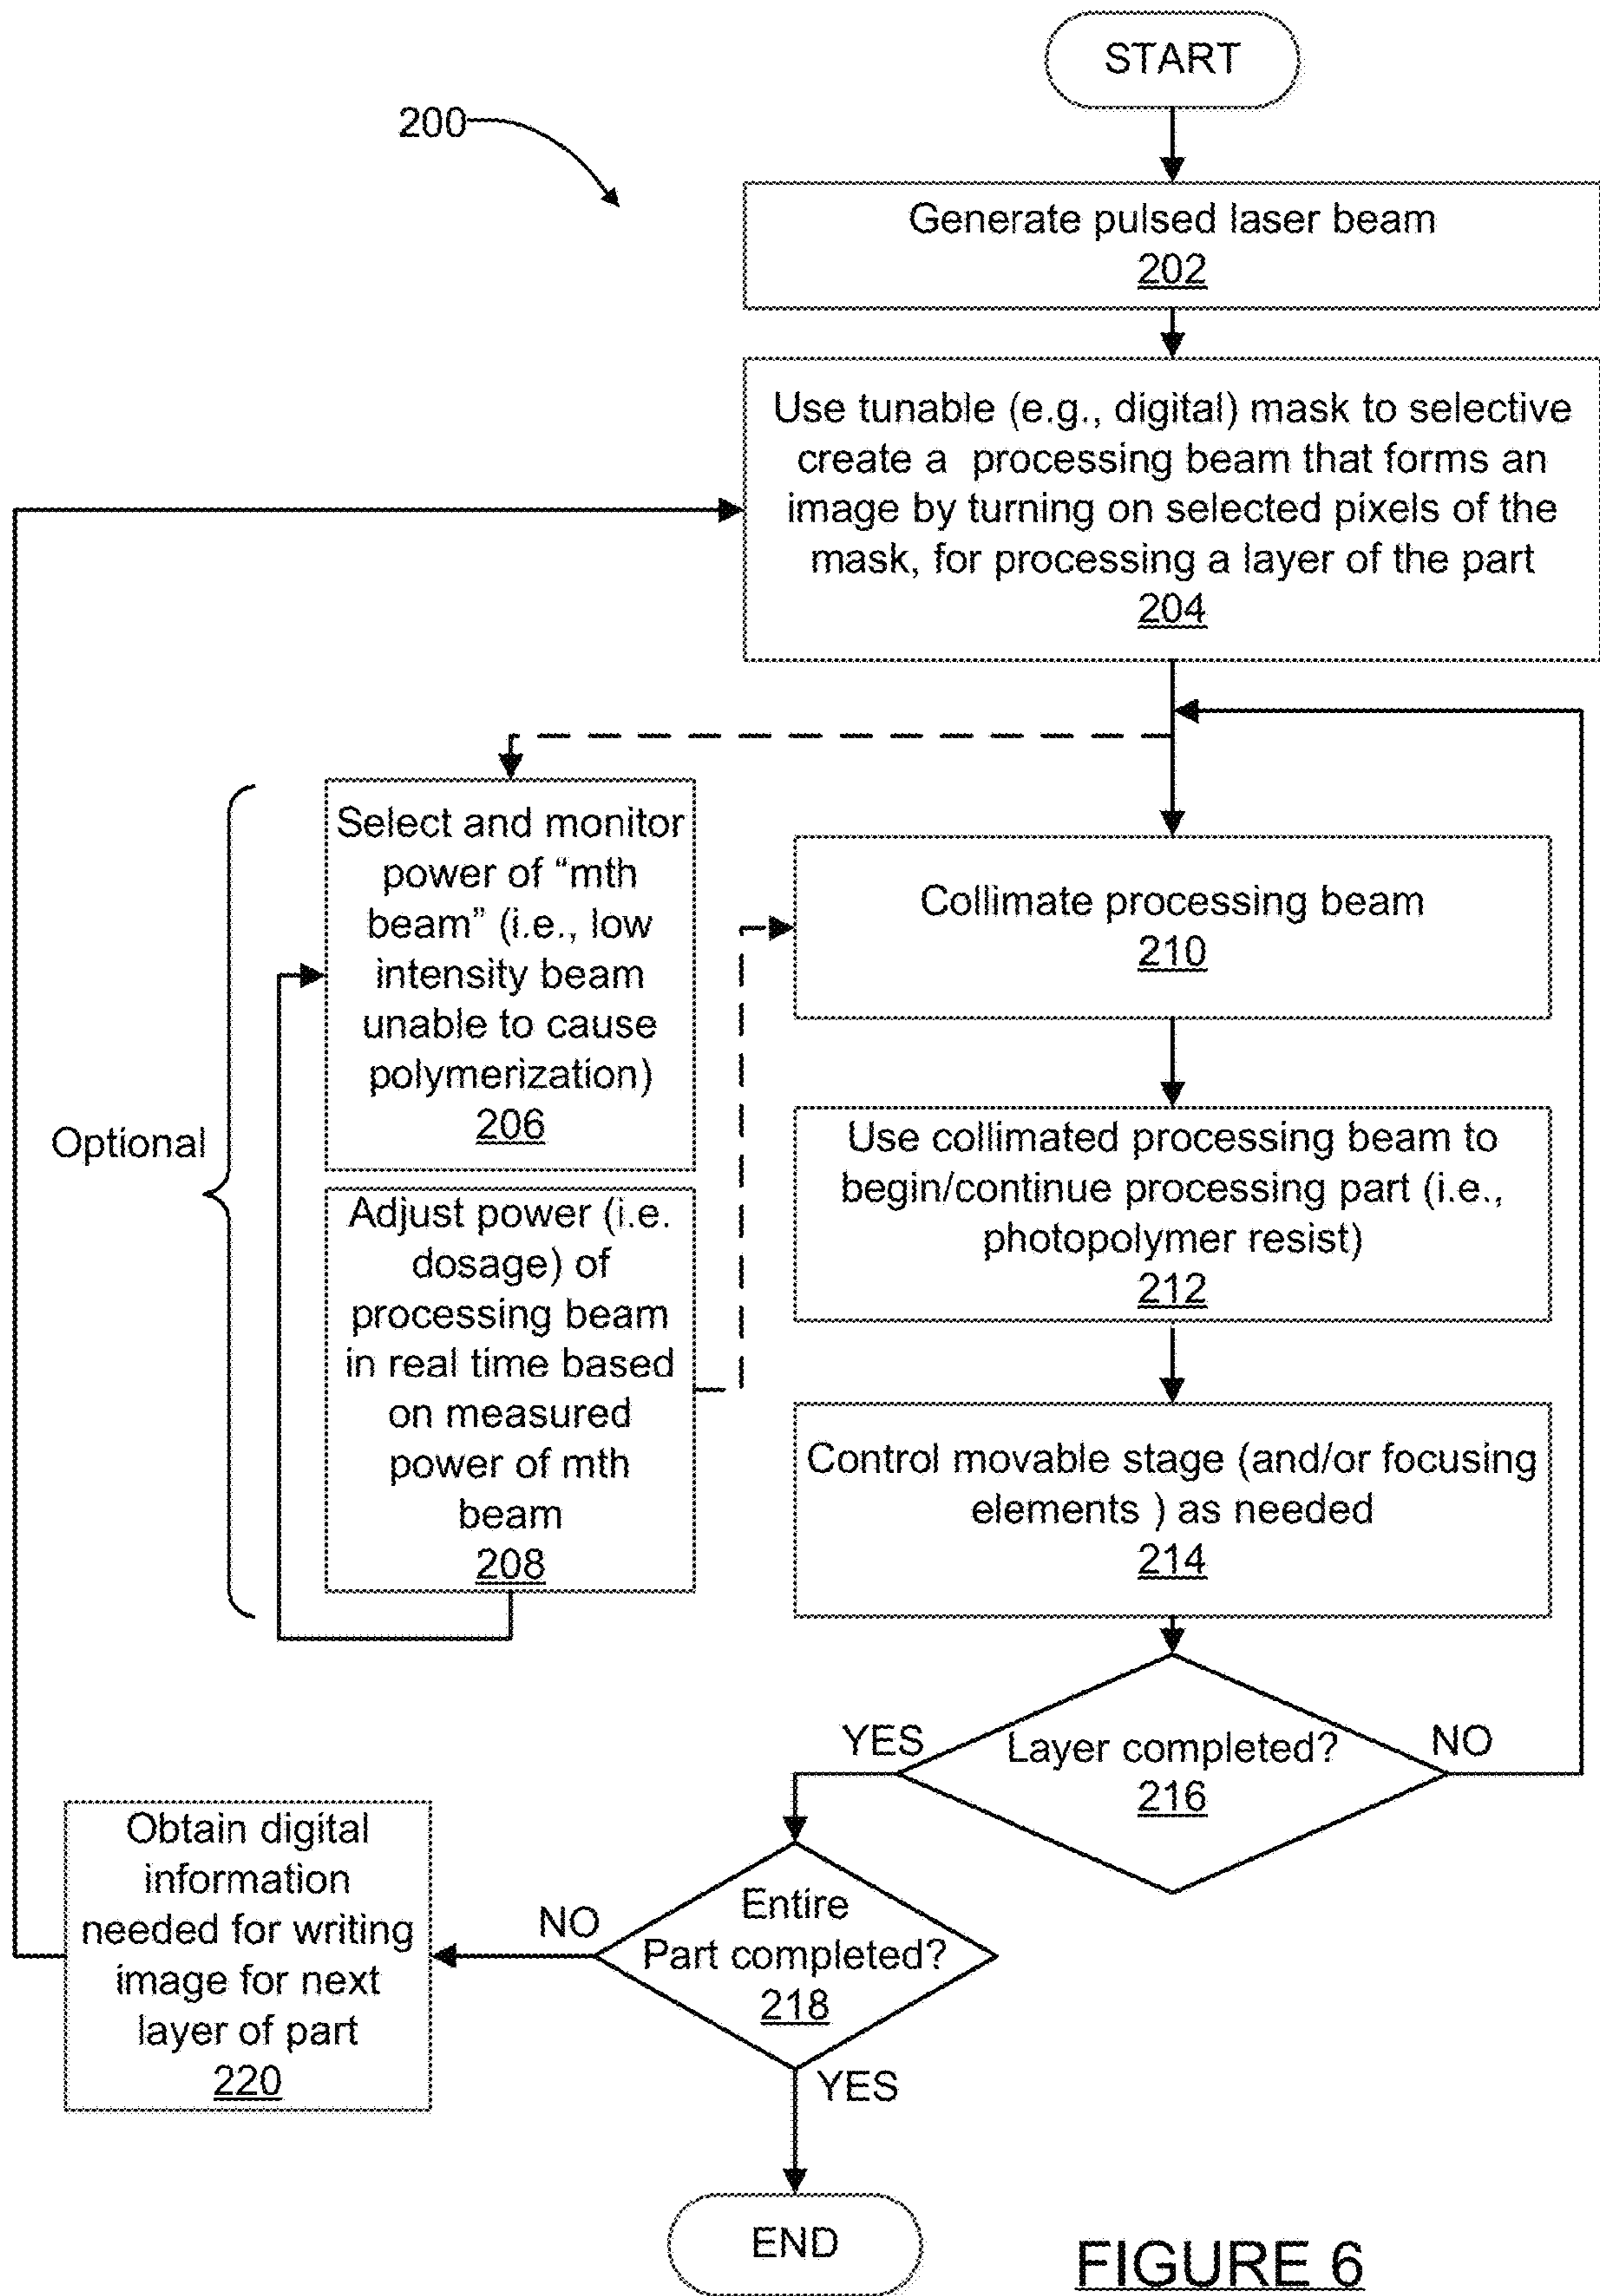 START
200
Generate pulsed laser beam
202
Use tunable (e.g., digital) mask to selective
create a processing beam that forms an
image by turning on selected pixels of the
mask, for processing a layer of the part
204
Select and monitor
power of “mth
beam” (i.e., low
intensity beam
unable to cause
polymerization)
206
Optional
Adjust power (i.e.
dosage) of
processing beam
in real time based
on measured
power of mth
beam
208
Collimate processing beam
210
Use collimated processing beam to
begin/continue processing part (i.e.,
photopolymer resist)
212
Control movable stage (and/or focusing
elements ) as needed
214
YES
Layer completed?
216
NO
Entire
Part completed?
218
NO
YES
Obtain digital
information
needed for writing
image for next
layer of part
220
END
FIGURE 6